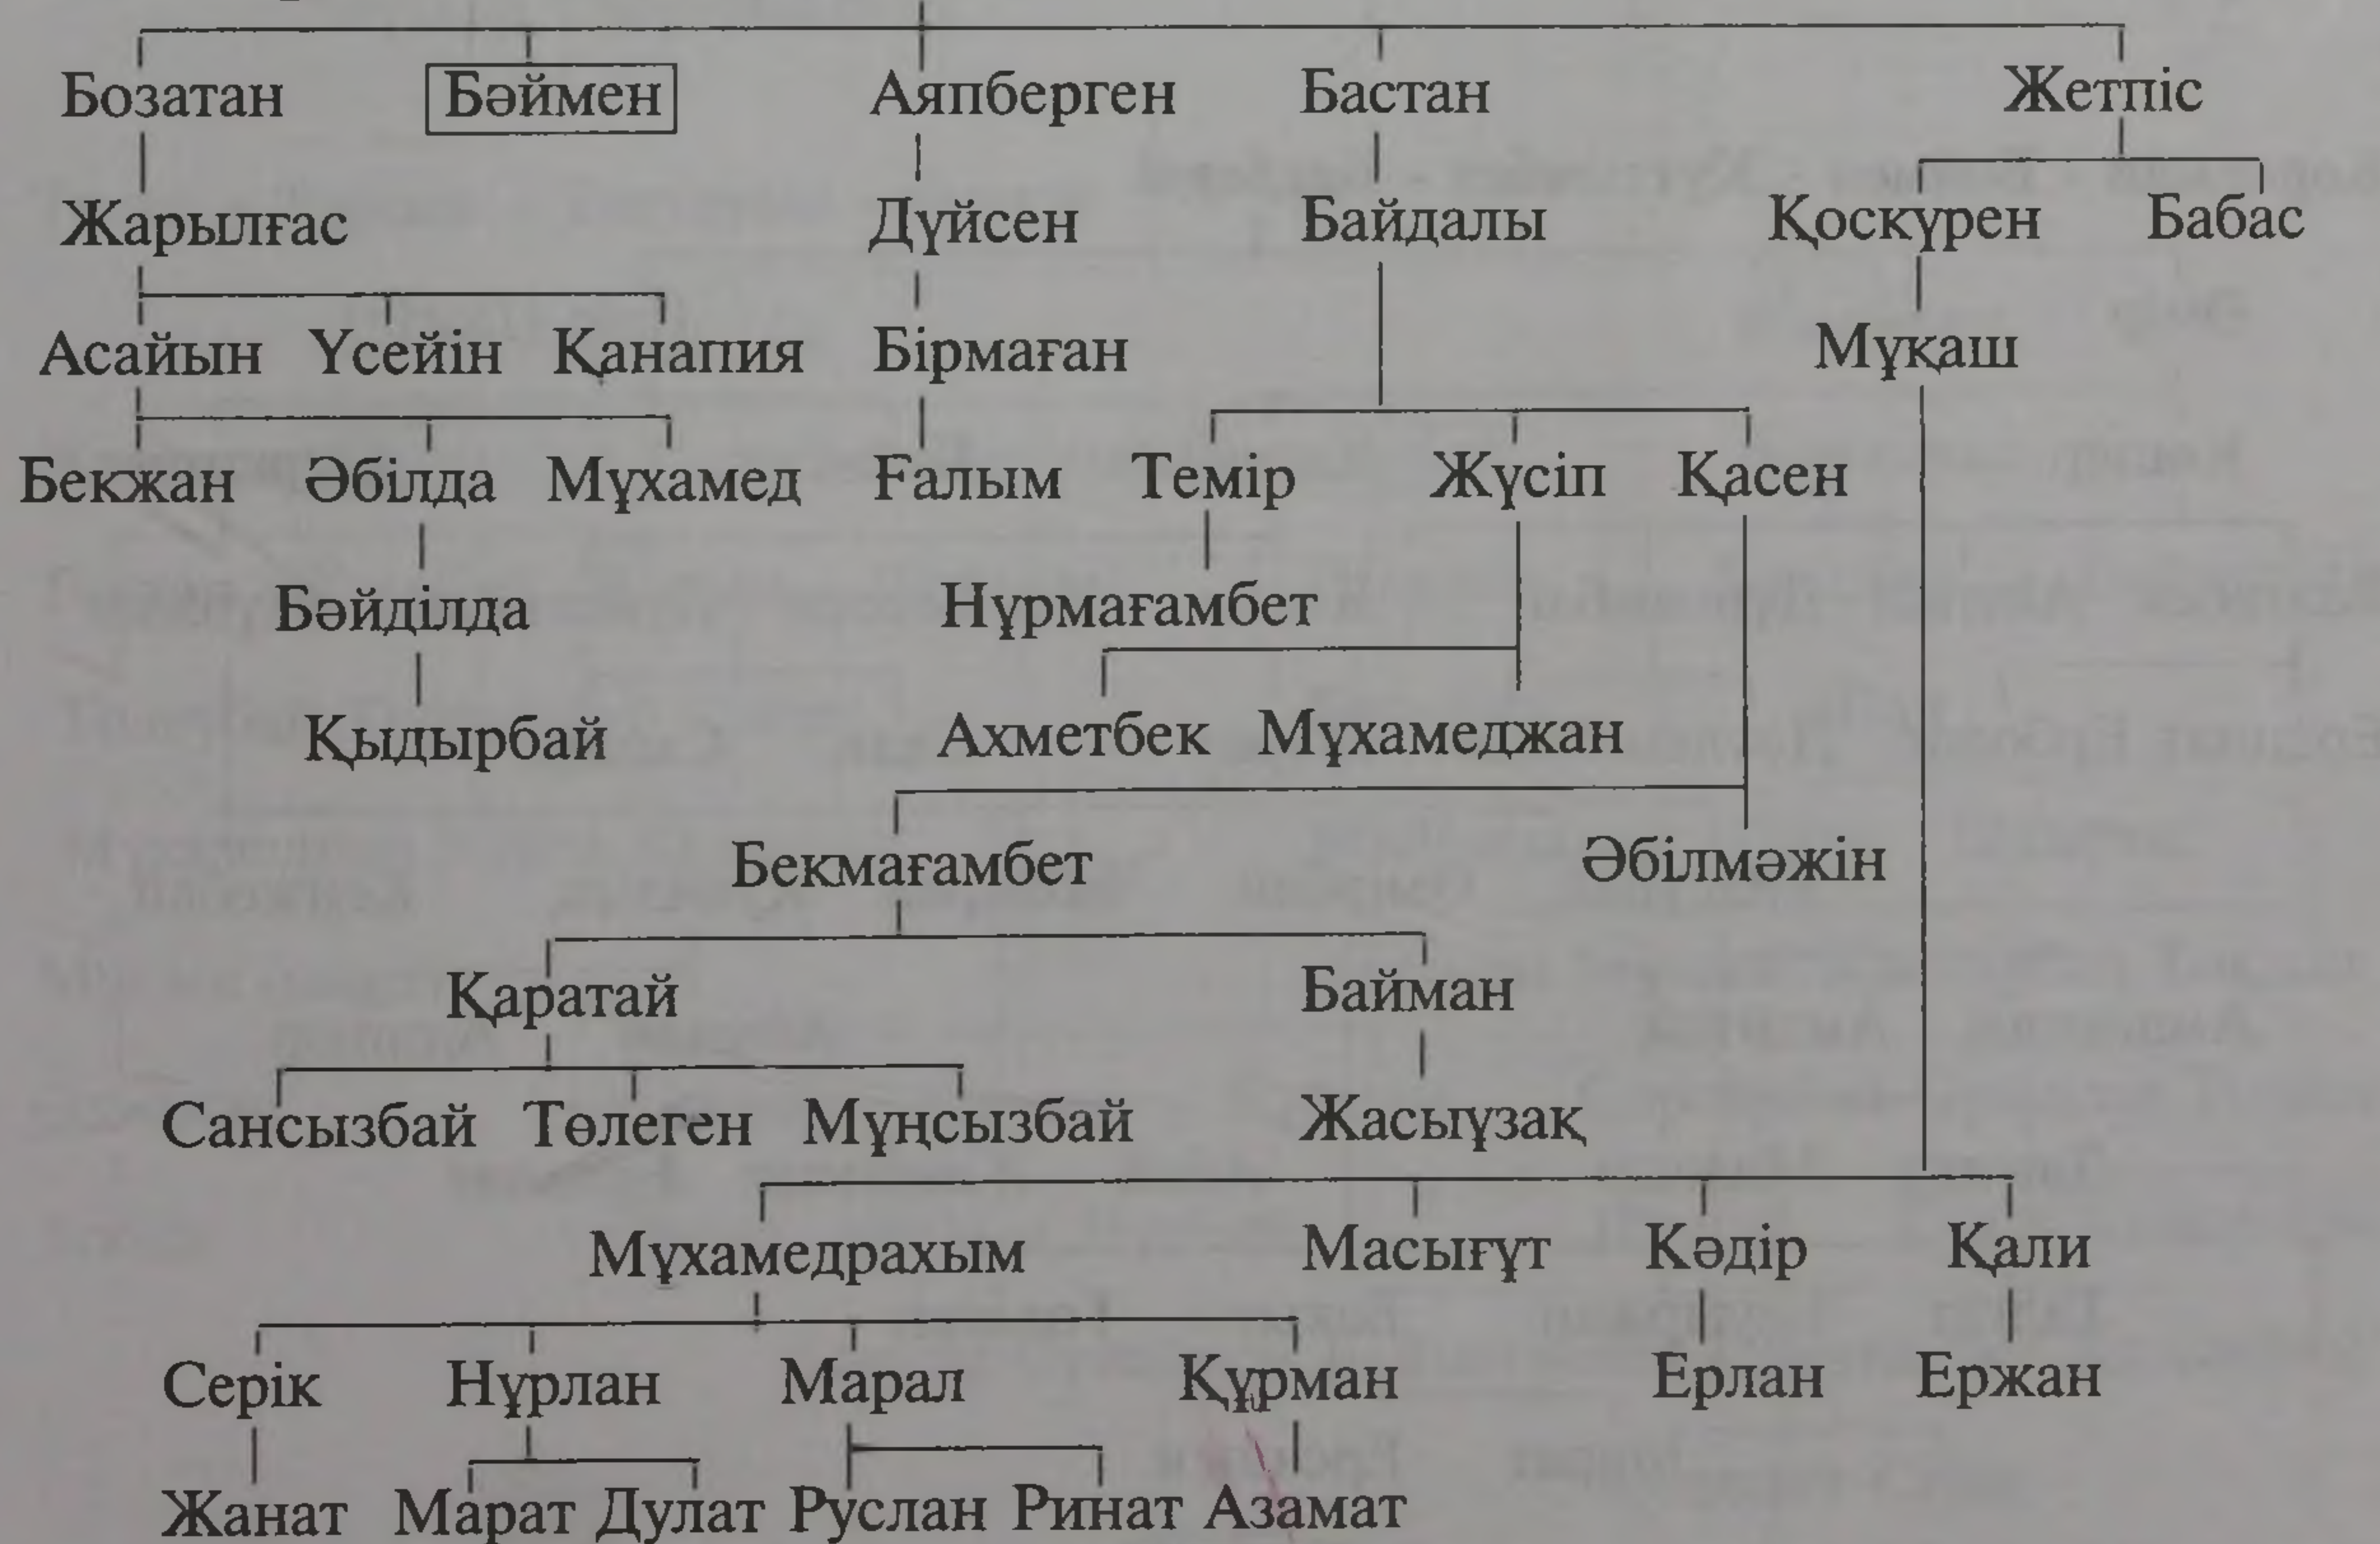 Бозатан Бәймен Аяпберген Бастан Жетпіс
Жарылғас Дүйсен Байдалы Қоскүрен Бабас
Асайын Үсейін Қанапия Бірмаған Мұқаш
Бекжан Әбілда Мұхамед Ғалым Темір Жүсіп Қасен
Бәйділда Нұрмағамбет
Қыдырбай Ахметбек Мұхамеджан
Бекмағамбет Әбілмәжін
Қаратай Байман
Сансызбай Төлеген Мұңсызбай Жасыұзақ
Мұхамедрахым Масығұт Кәдір Қали
Серік Нұрлан Марал Құрман Ерлан Ержан
Жанат Марат Дулат Руслан Ринат Азамат